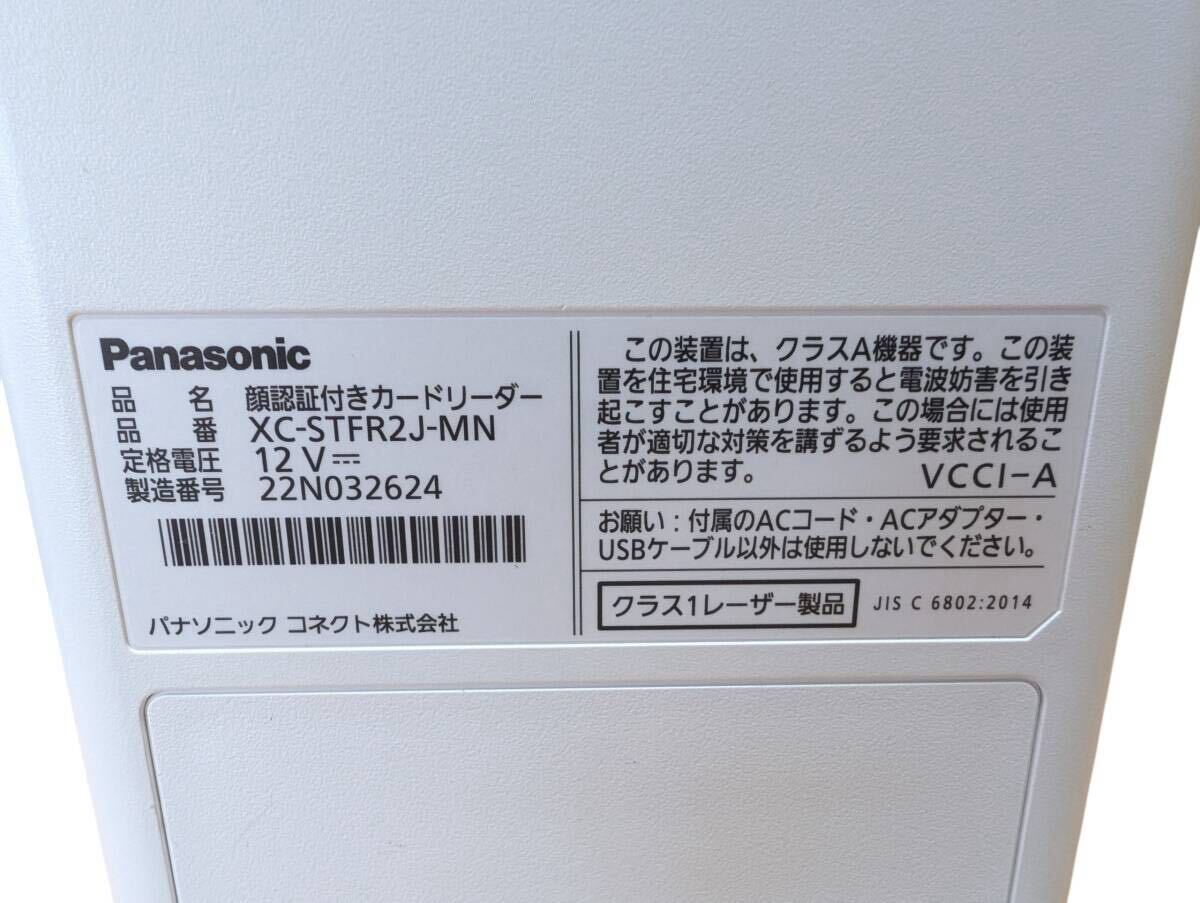 Panasonic
品名 顔認証付きカードリーダー
品番 XC-STFR2J-MN
定格電圧 12 V⎓
製造番号 22N032624
パナソニック コネクト株式会社
この装置は、クラスA機器です。この装
置を住宅環境で使用すると電波妨害を引き
起こすことがあります。この場合には使用
者が適切な対策を講ずるよう要求されるこ
とがあります。 VCCI-A
お願い:付属のACコード・ACアダプター・
USBケーブル以外は使用しないでください。
クラス1レーザー製品 JIS C 6802:2014